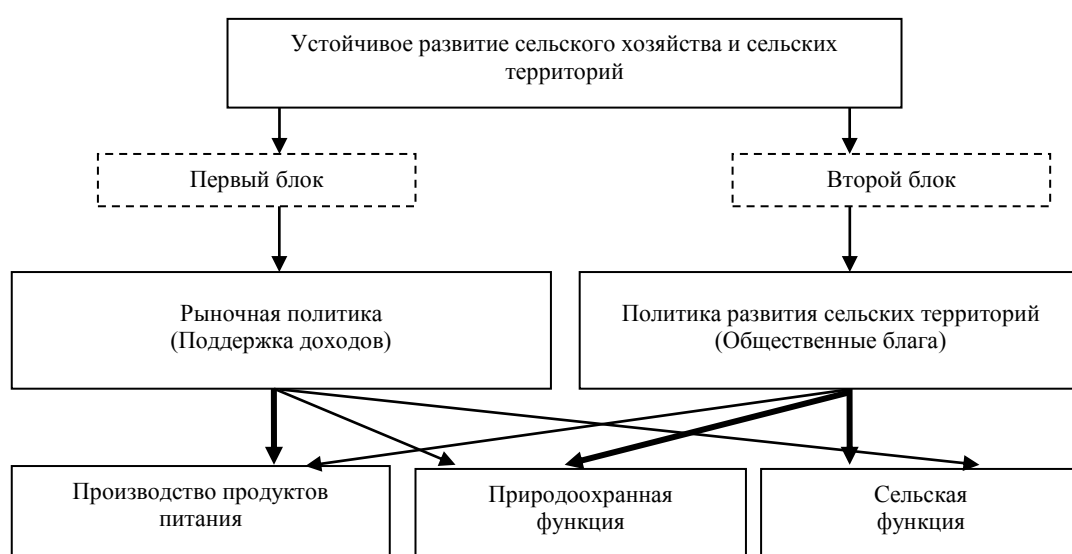 Устойчивое развитие сельского хозяйства и сельских
территорий
Первый блок
Второй блок
Рыночная политика
(Поддержка доходов)
Политика развития сельских территорий
(Общественные блага)
Производство продуктов
питания
Природоохранная
функция
Сельская
функция